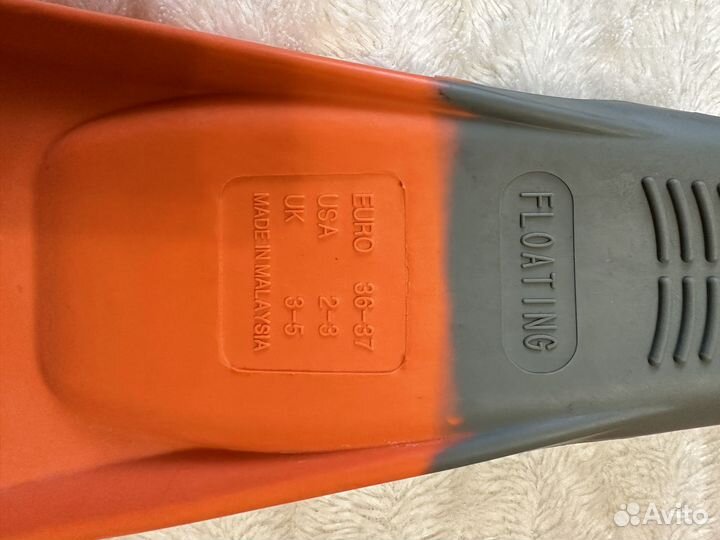 EURO 36-37
USA 2-3
UK 3-5
MADE IN MALAYSIA
FLOATING
Avito